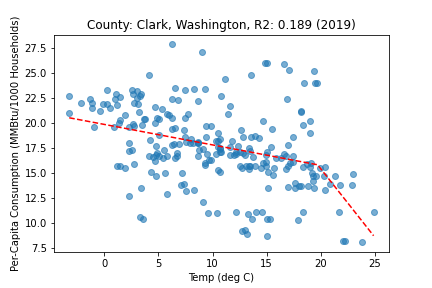 County: Clark, Washington, R2: 0.189 (2019)
Per-Capita Consumption (MMBtu/1000 Households)
27.5
25.0
22.5
20.0
17.5
15.0
12.5
10.0
7.5
0 5 10 15 20 25
Temp (deg C)